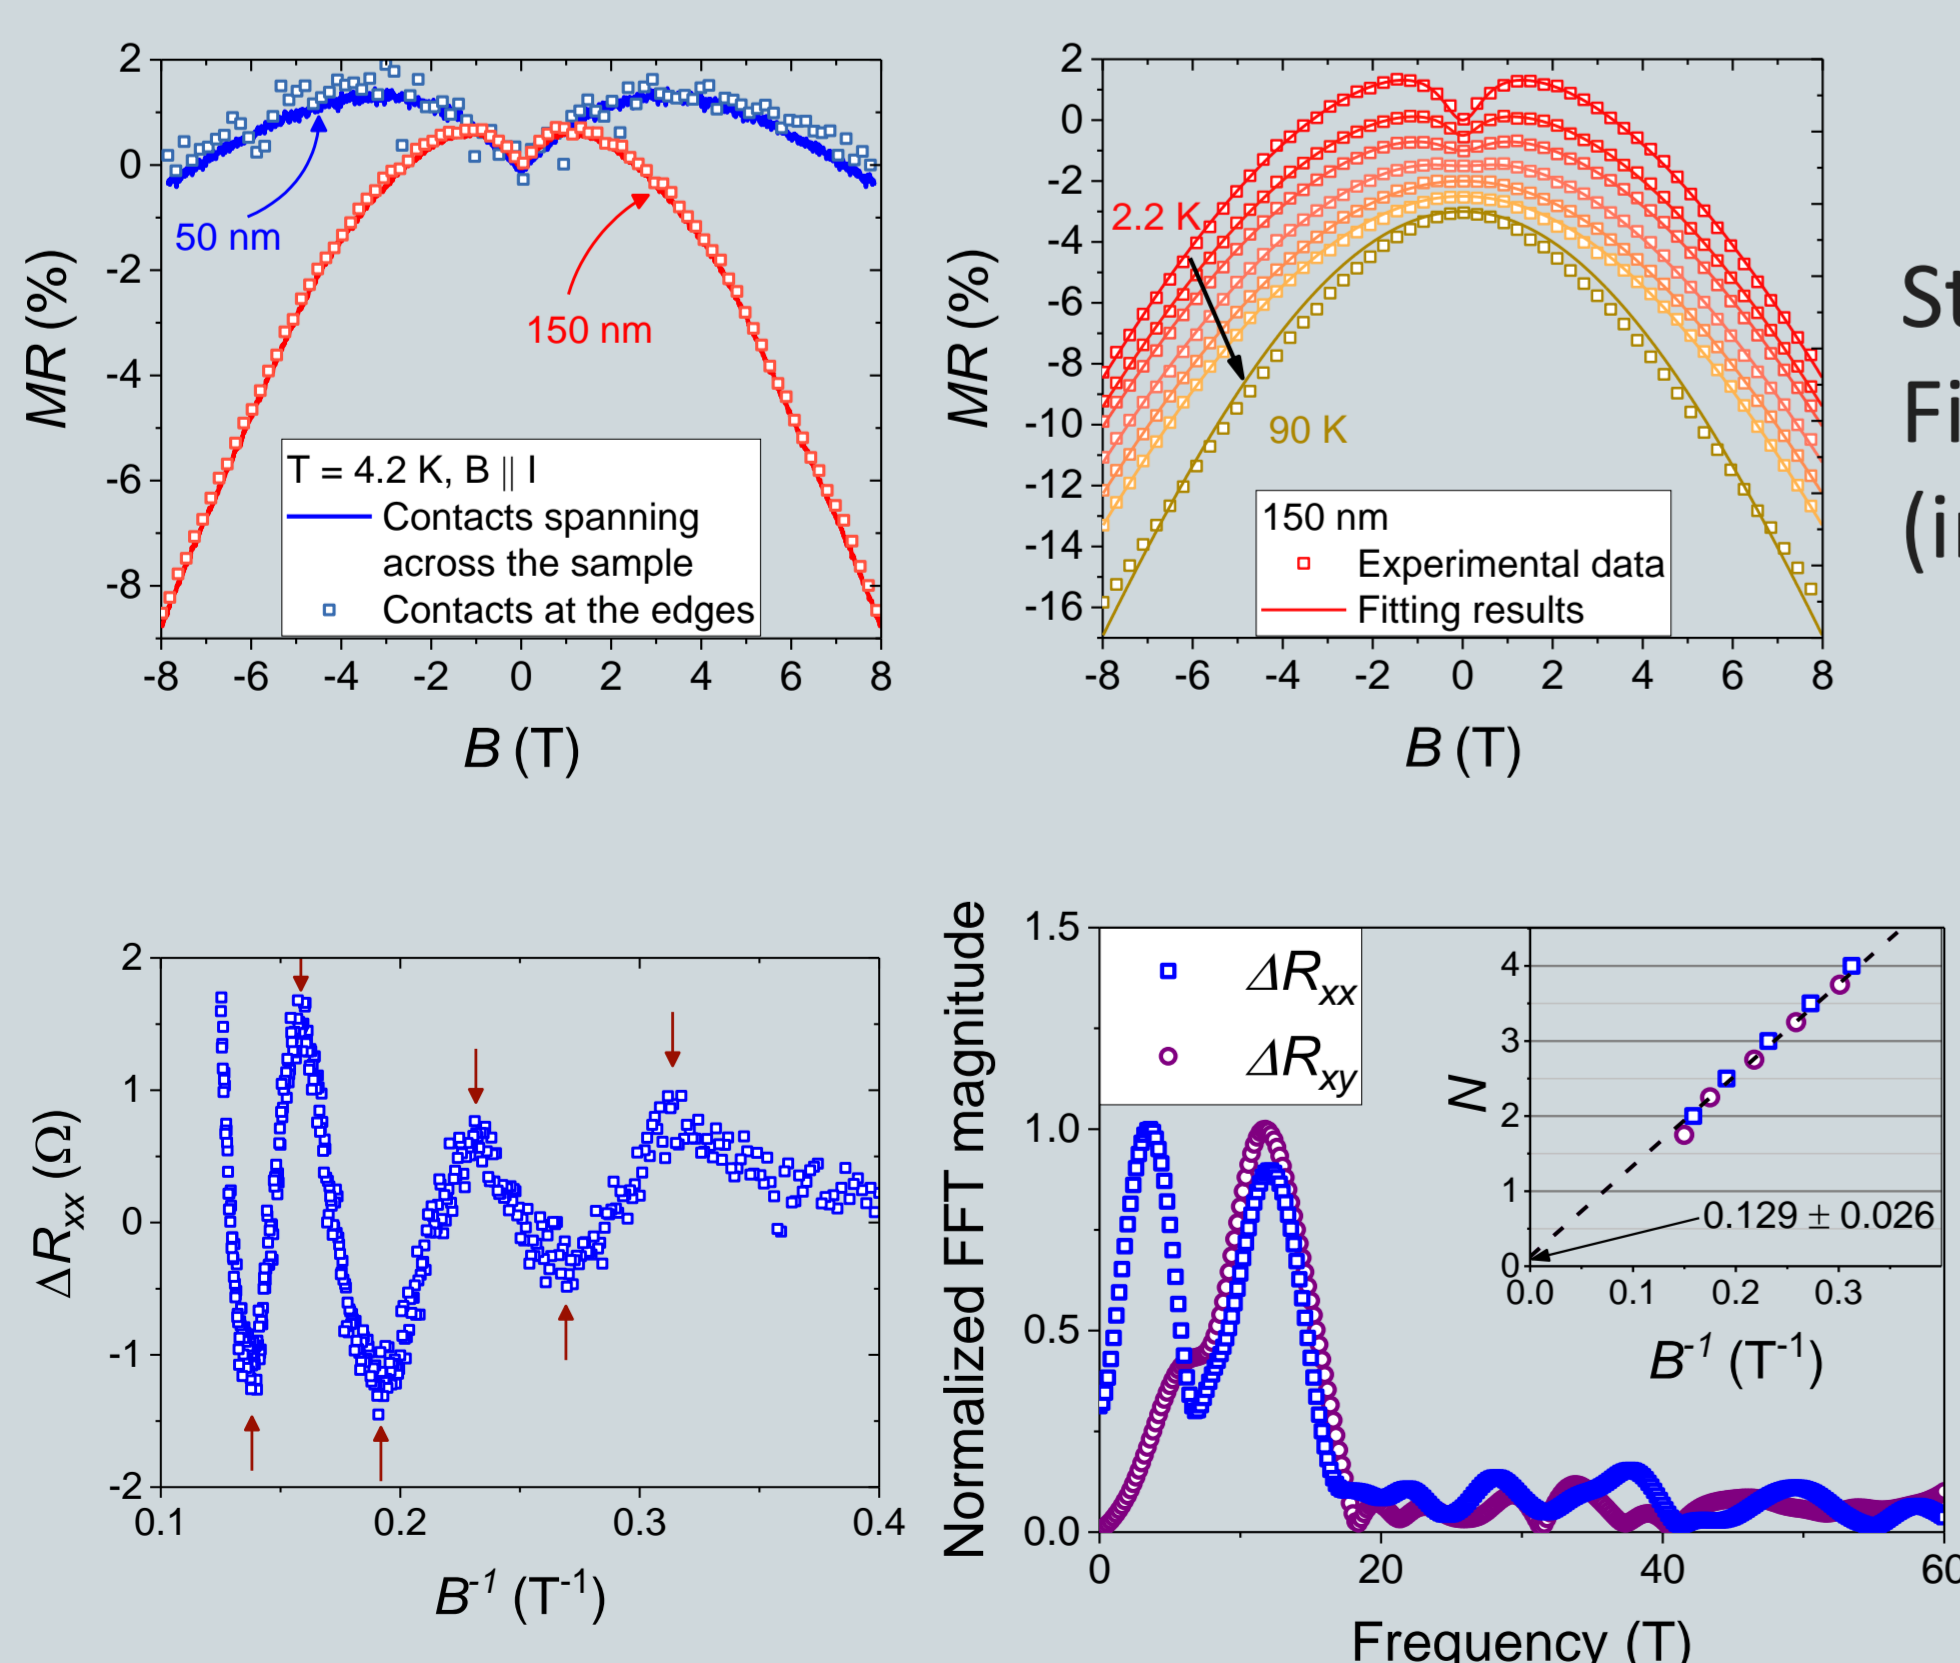 2
0
-2
-4
-6
-8
MR (%)
50 nm
150 nm
T = 4.2 K, B || I
Contacts spanning
across the sample
Contacts at the edges
-8 -6 -4 -2 0 2 4 6 8
B (T)
2
0
-2
-4
-6
-8
-10
-12
-14
-16
MR (%)
2.2 K
90 K
150 nm
Experimental data
Fitting results
-8 -6 -4 -2 0 2 4 6 8
B (T)
St
Fi
(i
2
1
0
-1
-2
ΔRxx (Ω)
0.1 0.2 0.3 0.4
B-1 (T-1)
Normalized FFT magnitude
1.5
1.0
0.5
0.0
ΔRxx
ΔRxy
N
4
3
2
1
0
0.129 ± 0.026
0.0 0.1 0.2 0.3
B-1 (T-1)
0 20 40 60
Frequency (T)